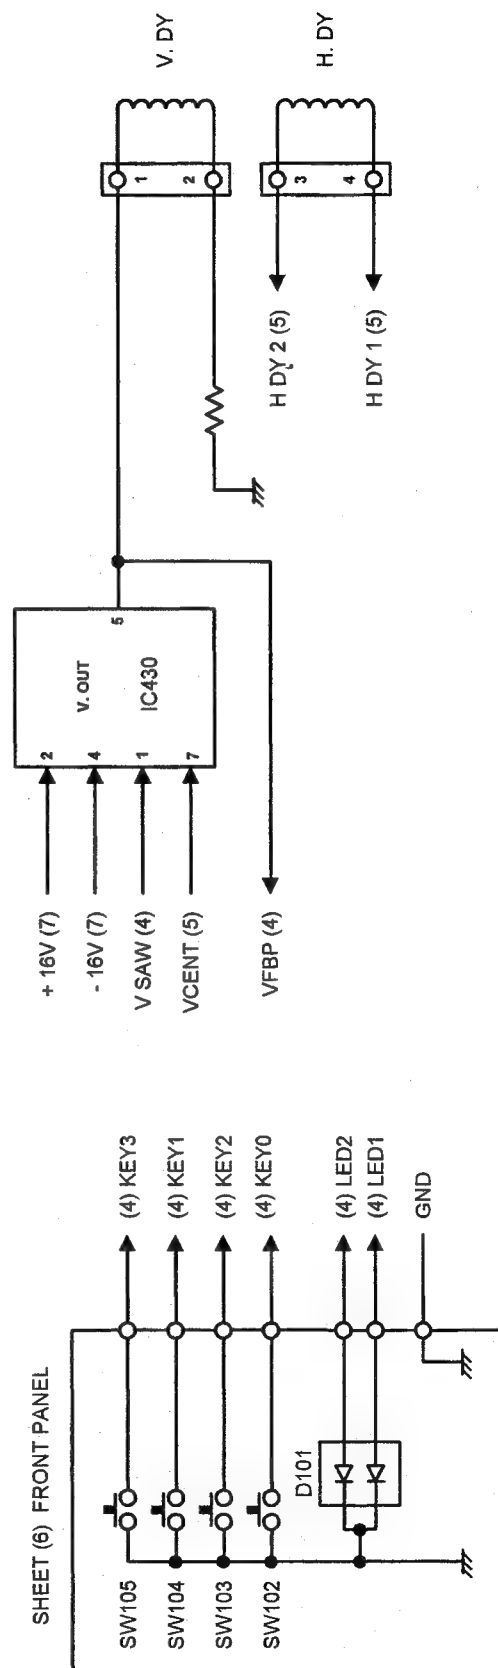 SHEET (6) FRONT PANEL
SW105
SW104
SW103
SW102
D101
(4) KEY3
(4) KEY1
(4) KEY2
(4) KEY0
(4) LED2
(4) LED1
GND
+ 16V (7)
- 16V (7)
V SAW (4)
VCENT (5)
VFBP (4)
2
4
1
7
V. OUT
IC430
5
1
2
V. DY
3
4
H. DY
H DY 2 (5)
H DY 1 (5)